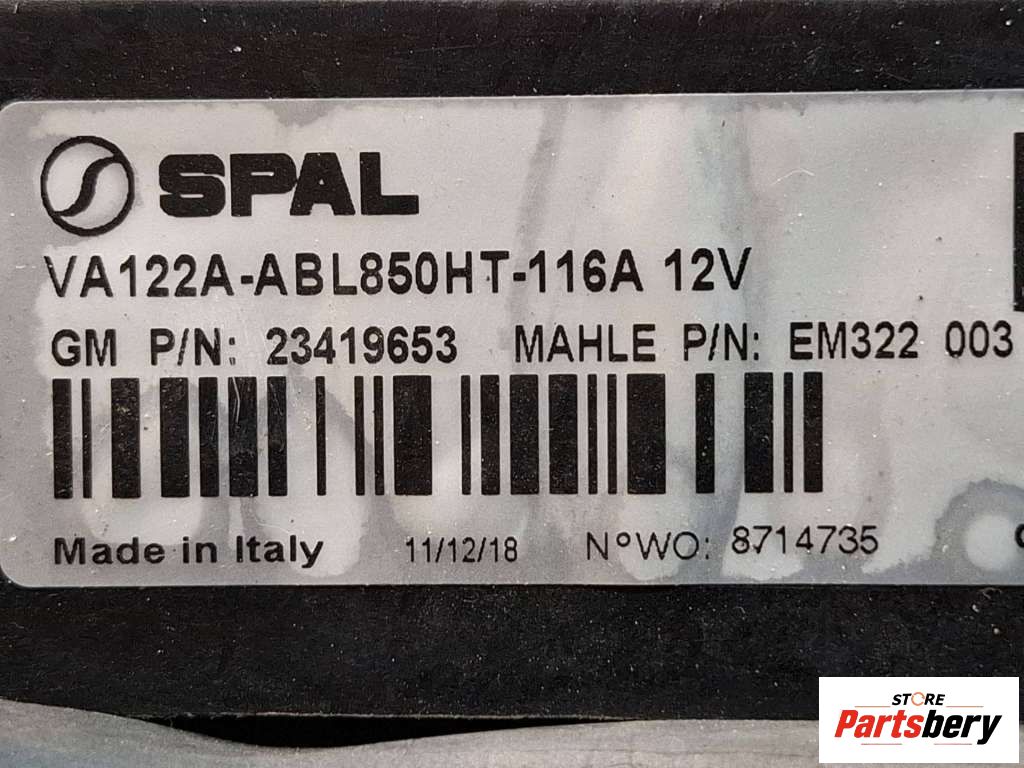 SPAL
VA122A-ABL850HT-116A 12V
GM P/N: 23419653 MAHLE P/N: EM322 003
Made in Italy 11/12/18 N°WO: 8714735
STORE
Partsbery